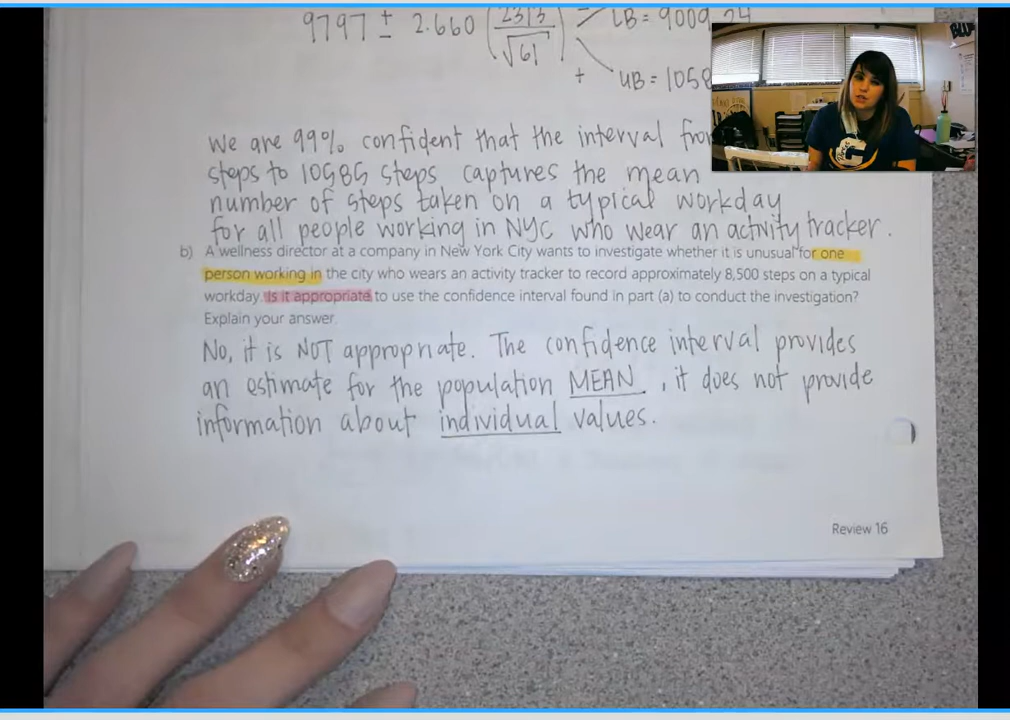 9797 ± 2.660 (2313/√61) LB = 9009.24
+ UB = 1058
We are 99% confident that the interval from
steps to 10585 steps captures the mean
number of steps taken on a typical workday
for all people working in NYC who wear an activity tracker.
b) A wellness director at a company in New York City wants to investigate whether it is unusual for one
person working in the city who wears an activity tracker to record approximately 8,500 steps on a typical
workday. Is it appropriate to use the confidence interval found in part (a) to conduct the investigation?
Explain your answer.
No, it is NOT appropriate. The confidence interval provides
an estimate for the population MEAN, it does not provide
information about individual values.
Review 16